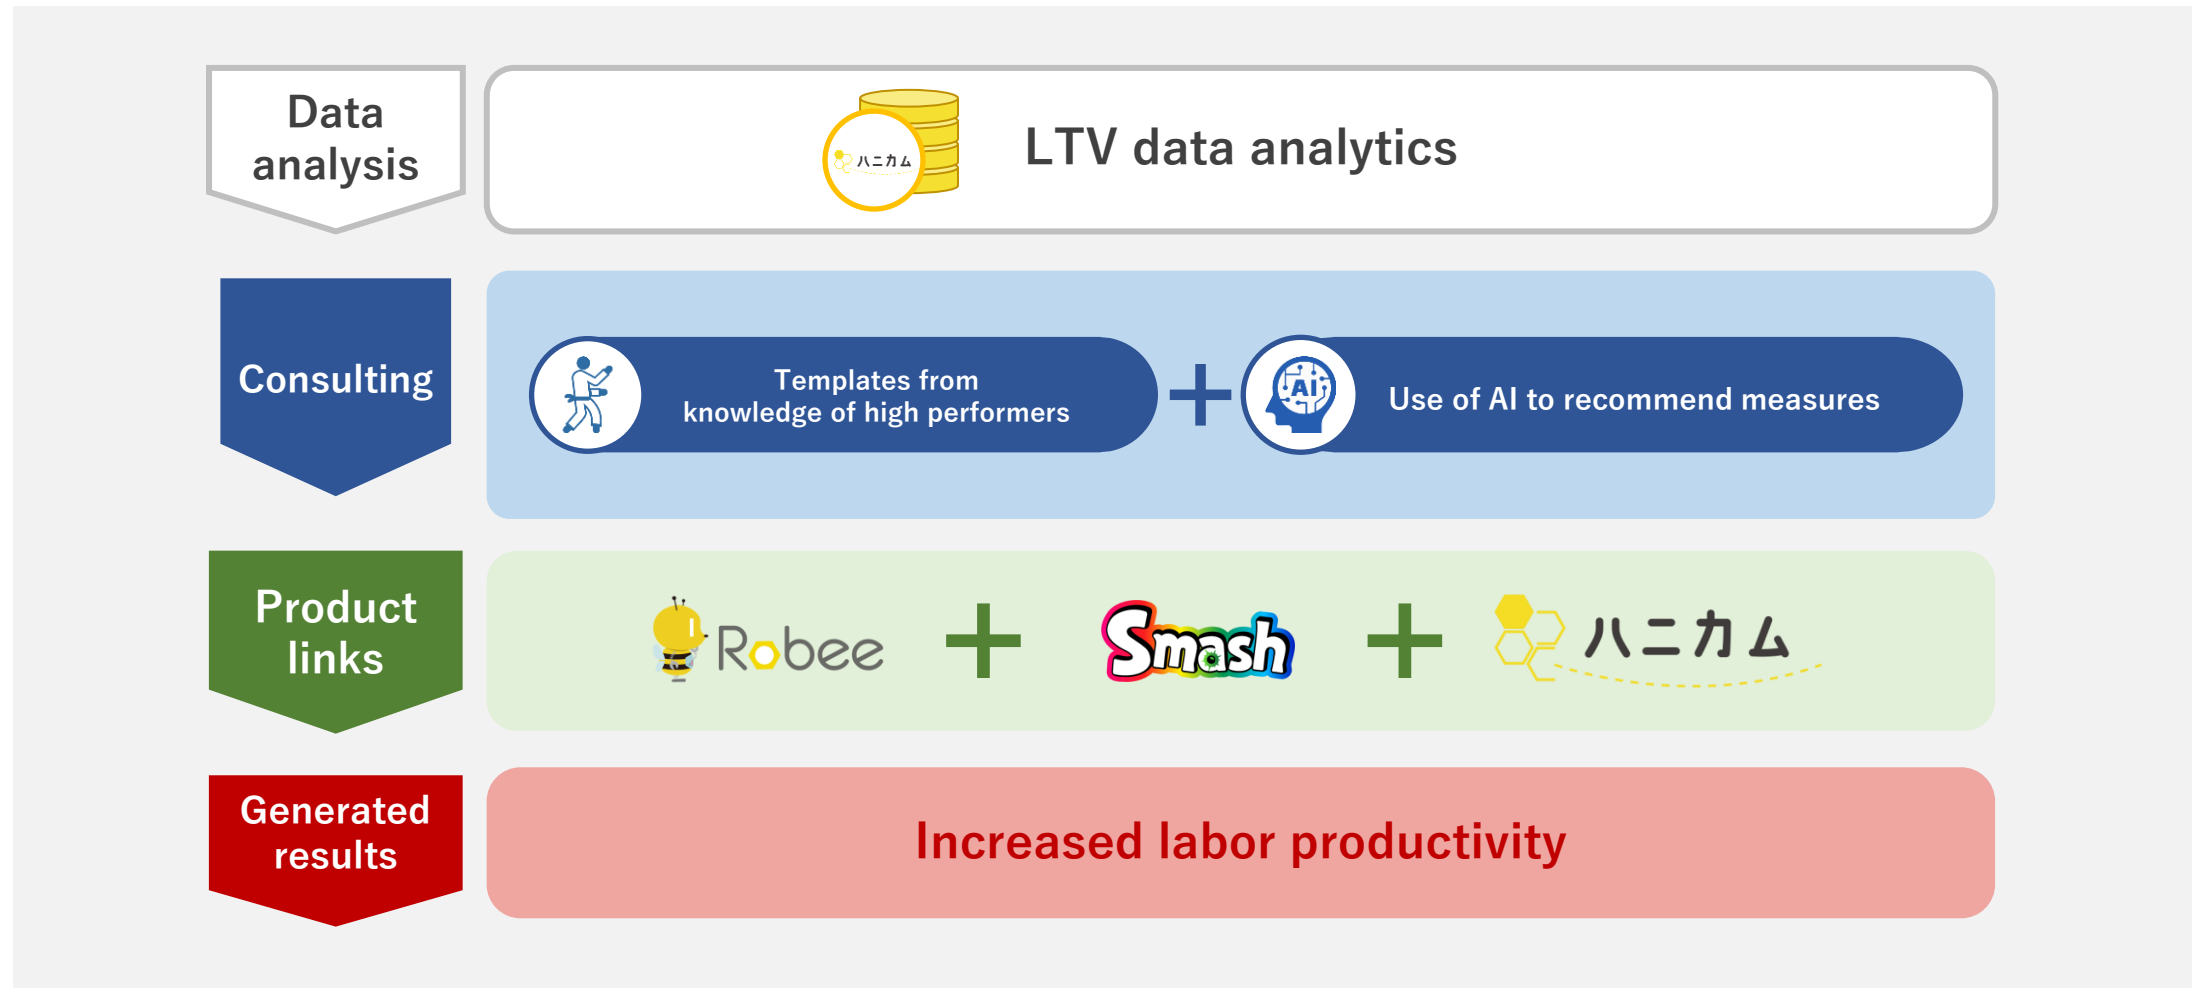 Data
analysis
ハニカム
LTV data analytics
Consulting
Templates from
knowledge of high performers
AI
Use of AI to recommend measures
Product
links
Robee
Smash
ハニカム
Generated
results
Increased labor productivity